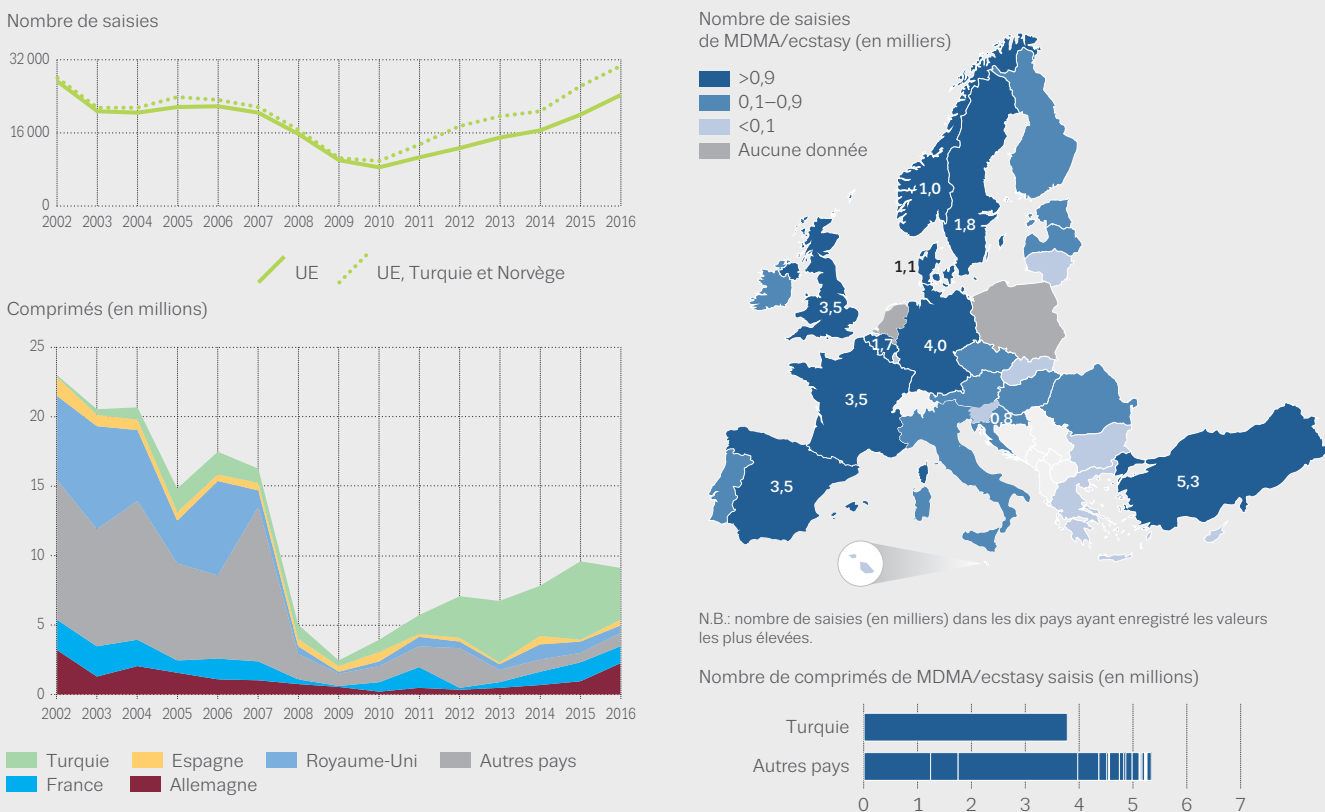 Nombre de saisies
32 000
16 000
0
2002 2003 2004 2005 2006 2007 2008 2009 2010 2011 2012 2013 2014 2015 2016
UE
UE, Turquie et Norvège
Comprimés (en millions)
25
20
15
10
5
0
2002 2003 2004 2005 2006 2007 2008 2009 2010 2011 2012 2013 2014 2015 2016
Turquie Espagne Royaume-Uni Autres pays
France Allemagne
Nombre de saisies
de MDMA/ecstasy (en milliers)
>0,9
0,1–0,9
<0,1
Aucune donnée
1,0
1,8
1,1
3,5
1,7
4,0
3,5
0,8
3,5
5,3
N.B.: nombre de saisies (en milliers) dans les dix pays ayant enregistré les valeurs
les plus élevées.
Nombre de comprimés de MDMA/ecstasy saisis (en millions)
Turquie
Autres pays
0 1 2 3 4 5 6 7